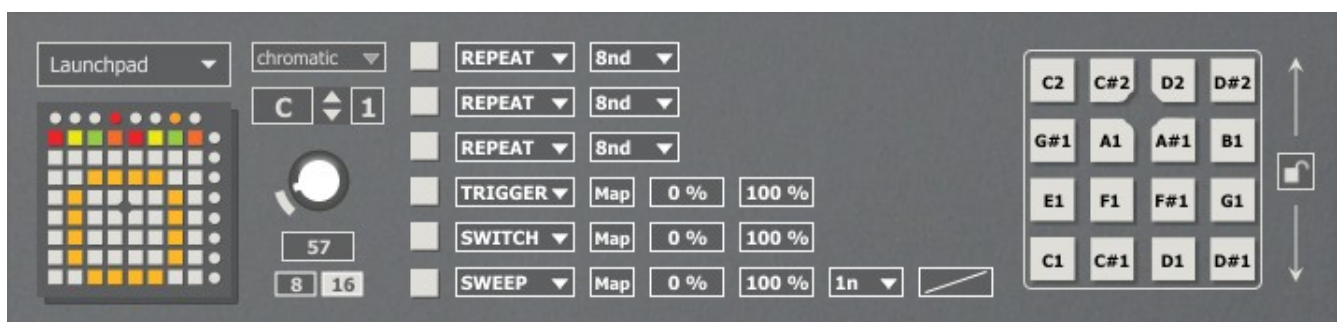 Launchpad
chromatic
C 1
57
8 16
REPEAT 8nd
REPEAT 8nd
REPEAT 8nd
TRIGGER Map 0 % 100 %
SWITCH Map 0 % 100 %
SWEEP Map 0 % 100 % 1n
C2 C#2 D2 D#2
G#1 A1 A#1 B1
E1 F1 F#1 G1
C1 C#1 D1 D#1